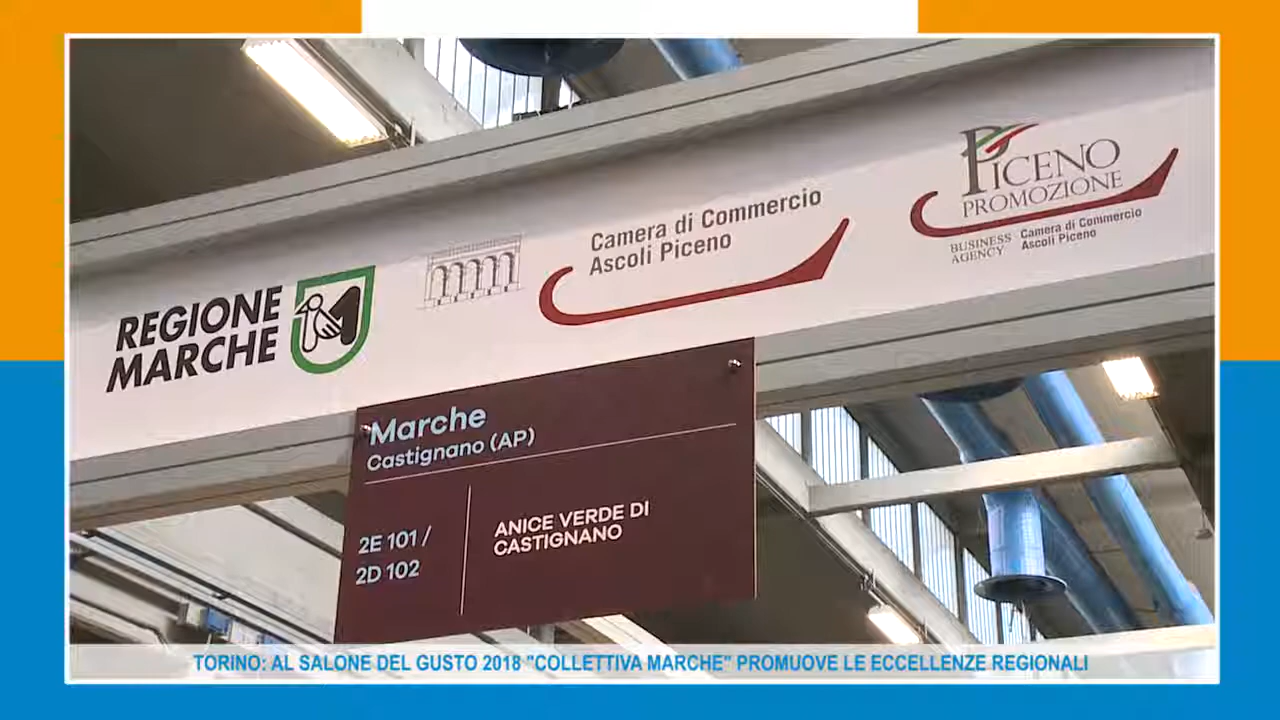 REGIONE
MARCHE
Camera di Commercio
Ascoli Piceno
PICENO
PROMOZIONE
BUSINESS
AGENCY
Camera di Commercio
Ascoli Piceno
Marche
Castignano (AP)
2E 101 /
2D 102
ANICE VERDE DI
CASTIGNANO
TORINO: AL SALONE DEL GUSTO 2018 "COLLETTIVA MARCHE" PROMUOVE LE ECCELLENZE REGIONALI